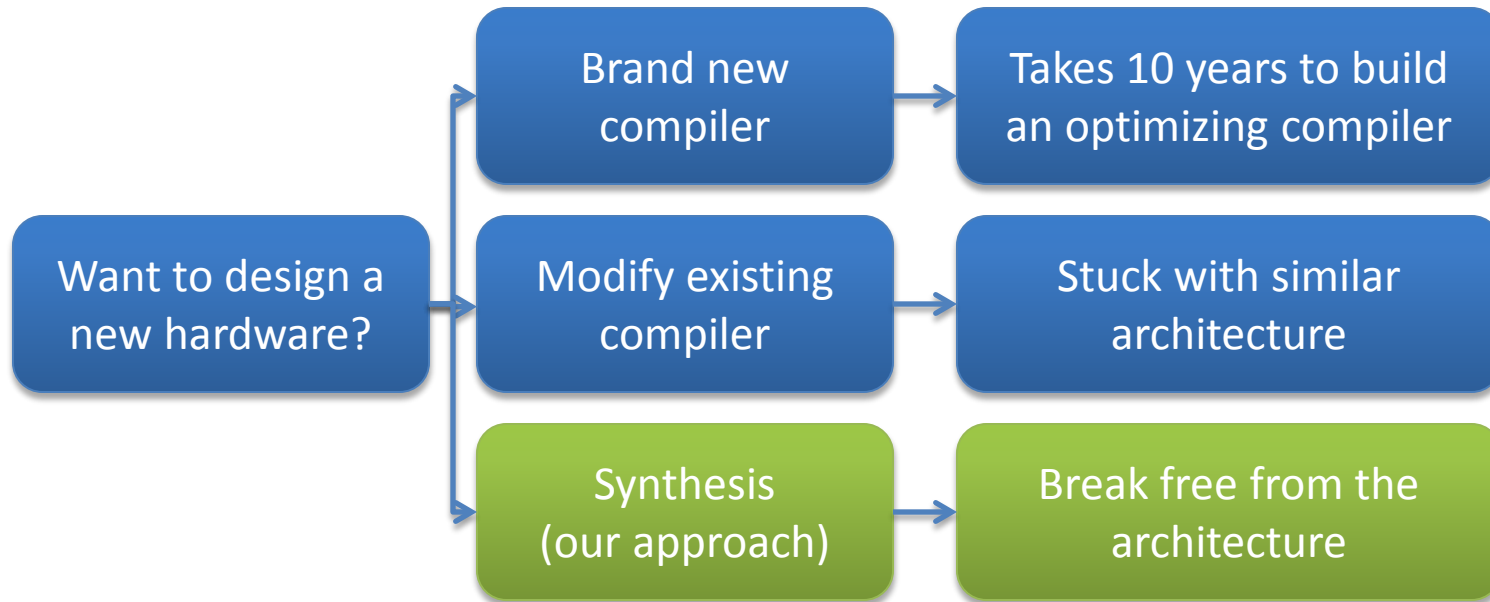 Want to design a
new hardware?
Brand new
compiler
Takes 10 years to build
an optimizing compiler
Modify existing
compiler
Stuck with similar
architecture
Synthesis
(our approach)
Break free from the
architecture